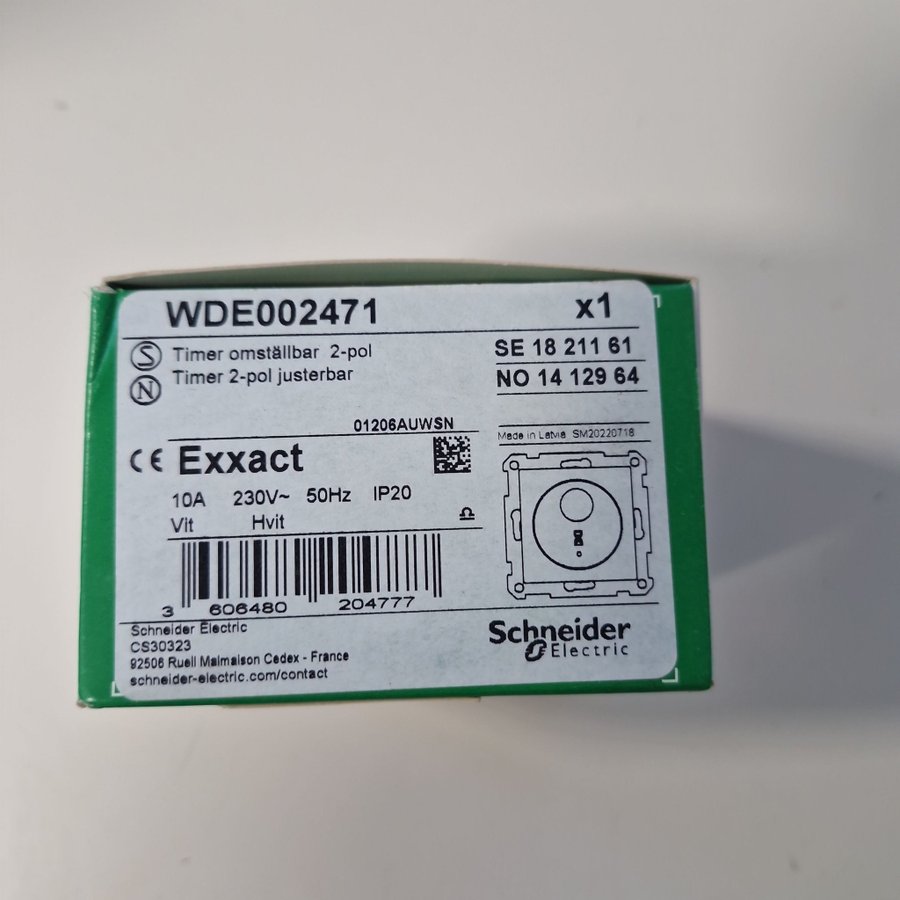 WDE002471 x1
S Timer omställbar 2-pol
N Timer 2-pol justerbar
SE 18 211 61
NO 14 129 64
01206AUWSN
Made in Latvia SM20220718
CE Exxact
10A 230V~ 50Hz IP20
Vit Hvit
3 606480 204777
Schneider Electric
CS30323
92506 Rueil Malmaison Cedex - France
schneider-electric.com/contact
Schneider
Electric